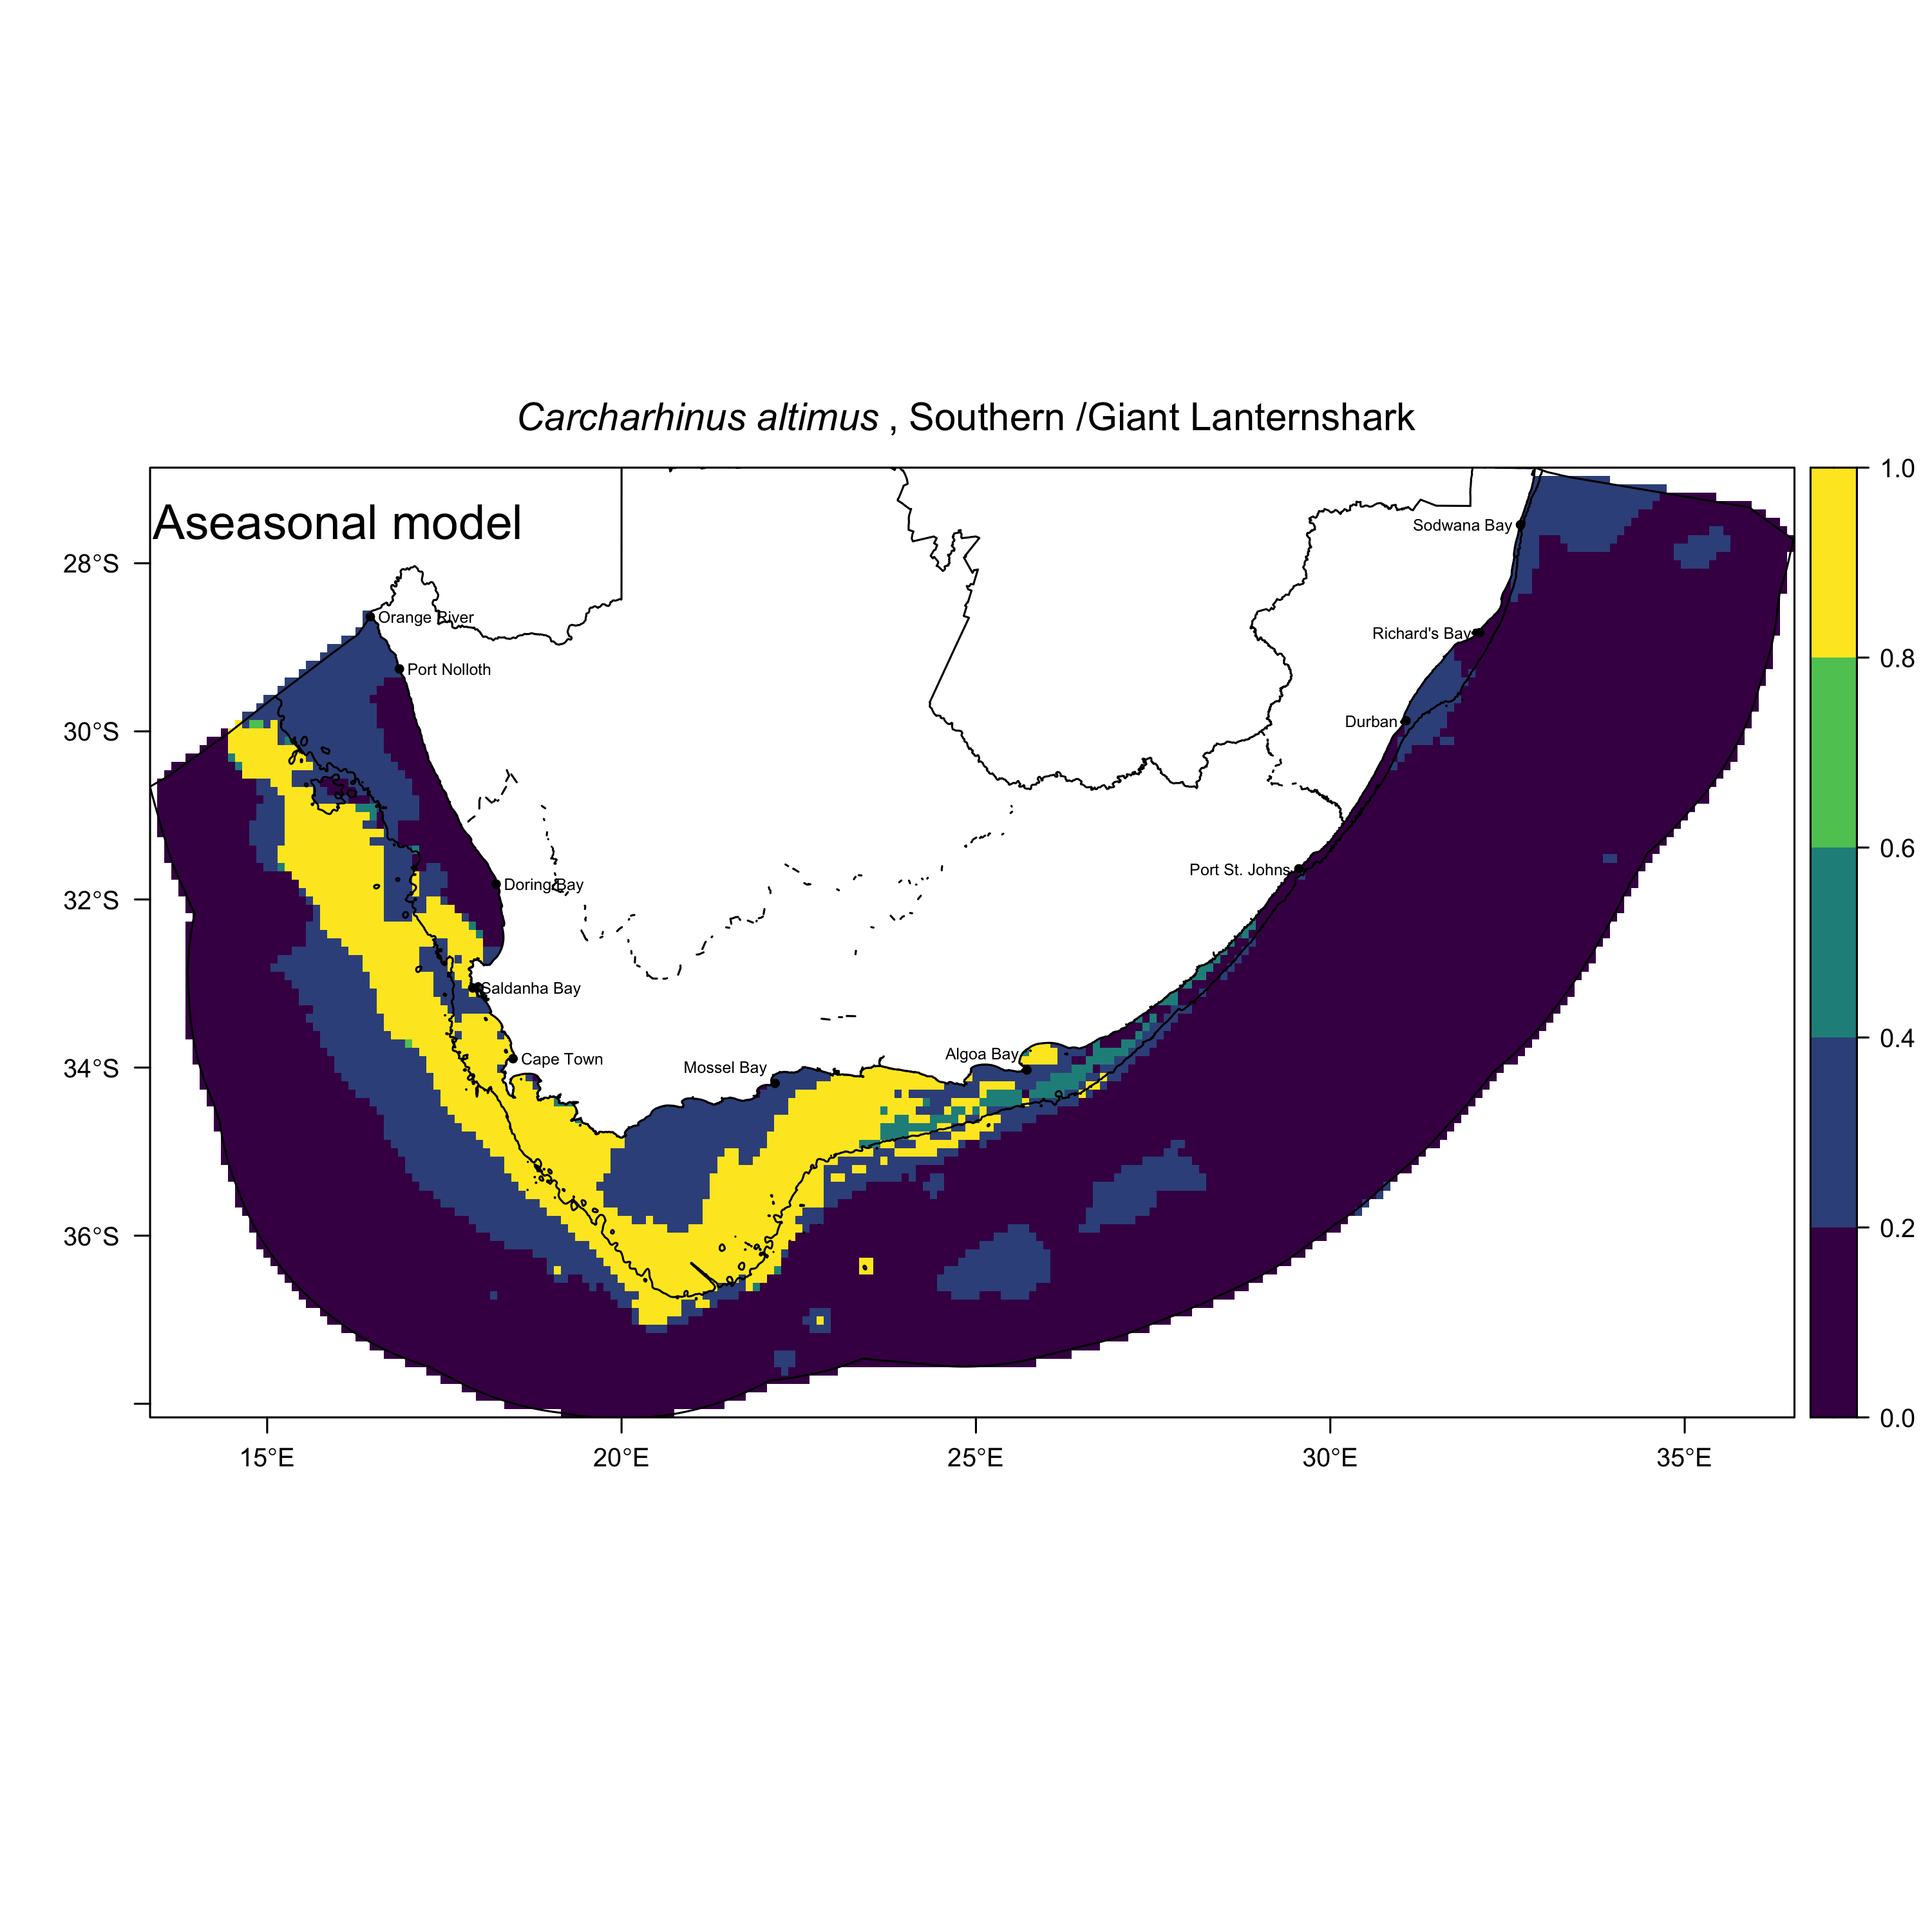 Carcharhinus altimus , Southern /Giant Lanternshark
Aseasonal model
28°S
30°S
32°S
34°S
36°S
15°E
20°E
25°E
30°E
35°E
Orange River
Port Nolloth
Doring Bay
Saldanha Bay
Cape Town
Mossel Bay
Algoa Bay
Port St. Johns
Durban
Richard's Bay
Sodwana Bay
1.0
0.8
0.6
0.4
0.2
0.0